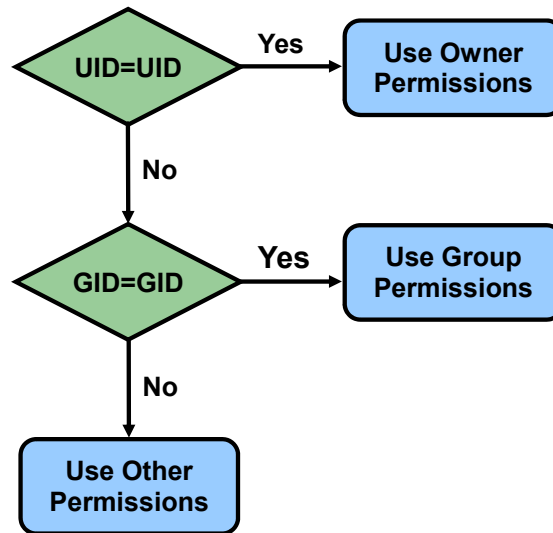 UID=UID
Yes
Use Owner
Permissions
No
GID=GID
Yes
Use Group
Permissions
No
Use Other
Permissions